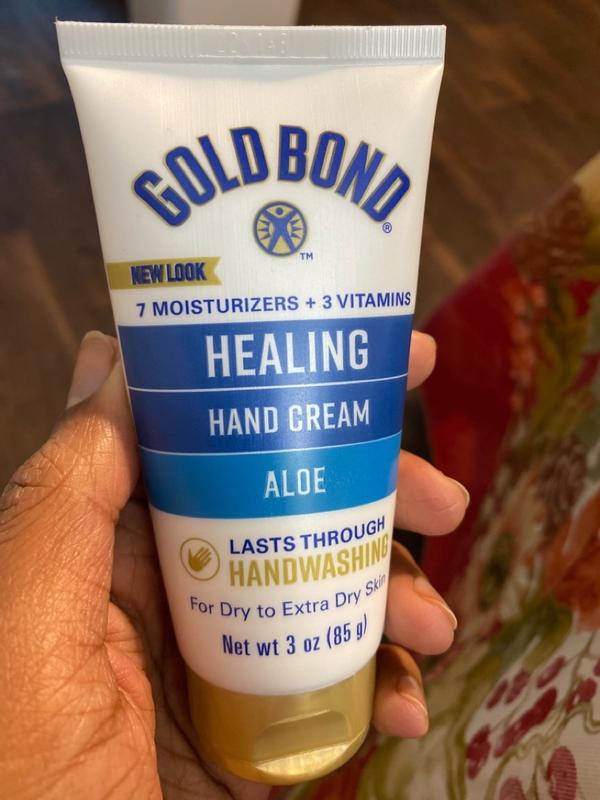 GOLD BOND
®
TM
NEW LOOK
7 MOISTURIZERS + 3 VITAMINS
HEALING
HAND CREAM
ALOE
LASTS THROUGH
HANDWASHING
For Dry to Extra Dry Skin
Net wt 3 oz (85 g)